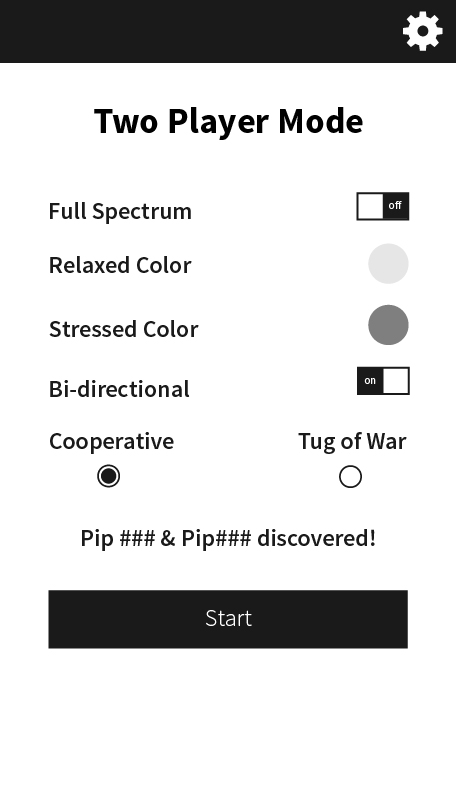 Two Player Mode
Full Spectrum off
Relaxed Color
Stressed Color
Bi-directional on
Cooperative Tug of War
Pip ### & Pip### discovered!
Start